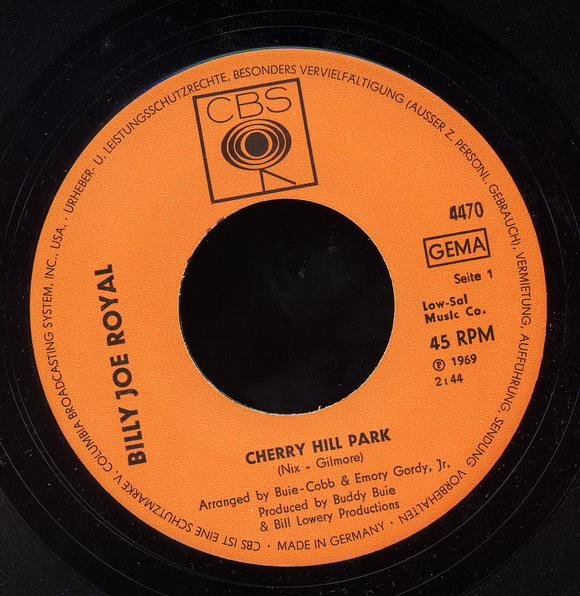 CBS
4470
GEMA
Seite 1
Low-Sal
Music Co.
45 RPM
Ⓟ 1969
2:44
BILLY JOE ROYAL
CHERRY HILL PARK
(Nix - Gilmore)
Arranged by Buie-Cobb & Emory Gordy, Jr.
Produced by Buddy Buie
& Bill Lowery Productions
CBS IST EINE SCHUTZMARKE V. COLUMBIA BROADCASTING SYSTEM, INC., USA. · URHEBER- U. LEISTUNGSSCHUTZRECHTE, BESONDERS VERVIELFÄLTIGUNG (AUSSER Z. PERSÖNL. GEBRAUCH), VERMIETUNG, AUFFÜHRUNG, SENDUNG VORBEHALTEN · MADE IN GERMANY ·